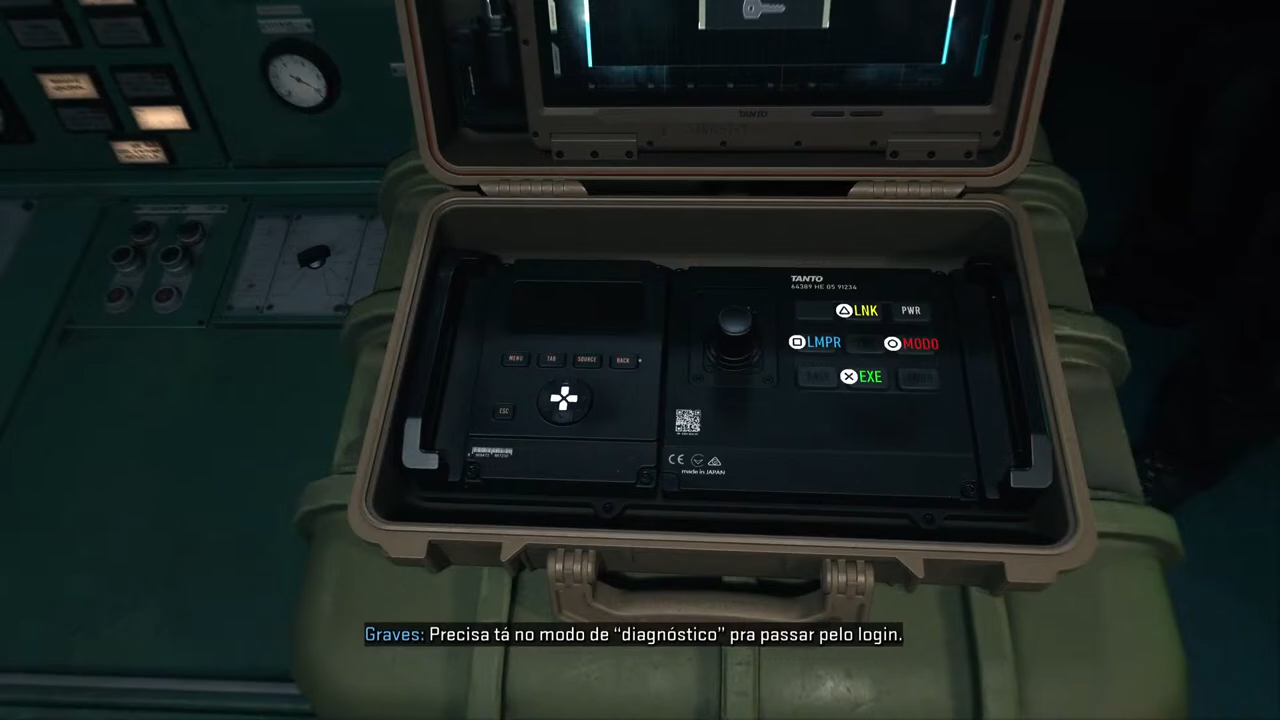 TANTO
TANTO
64389 HE 05 91234
LNK
PWR
LMPR
MODO
EXE
MENU
TAB
SOURCE
BACK
ESC
CE
made in JAPAN
Graves: Precisa tá no modo de “diagnóstico” pra passar pelo login.